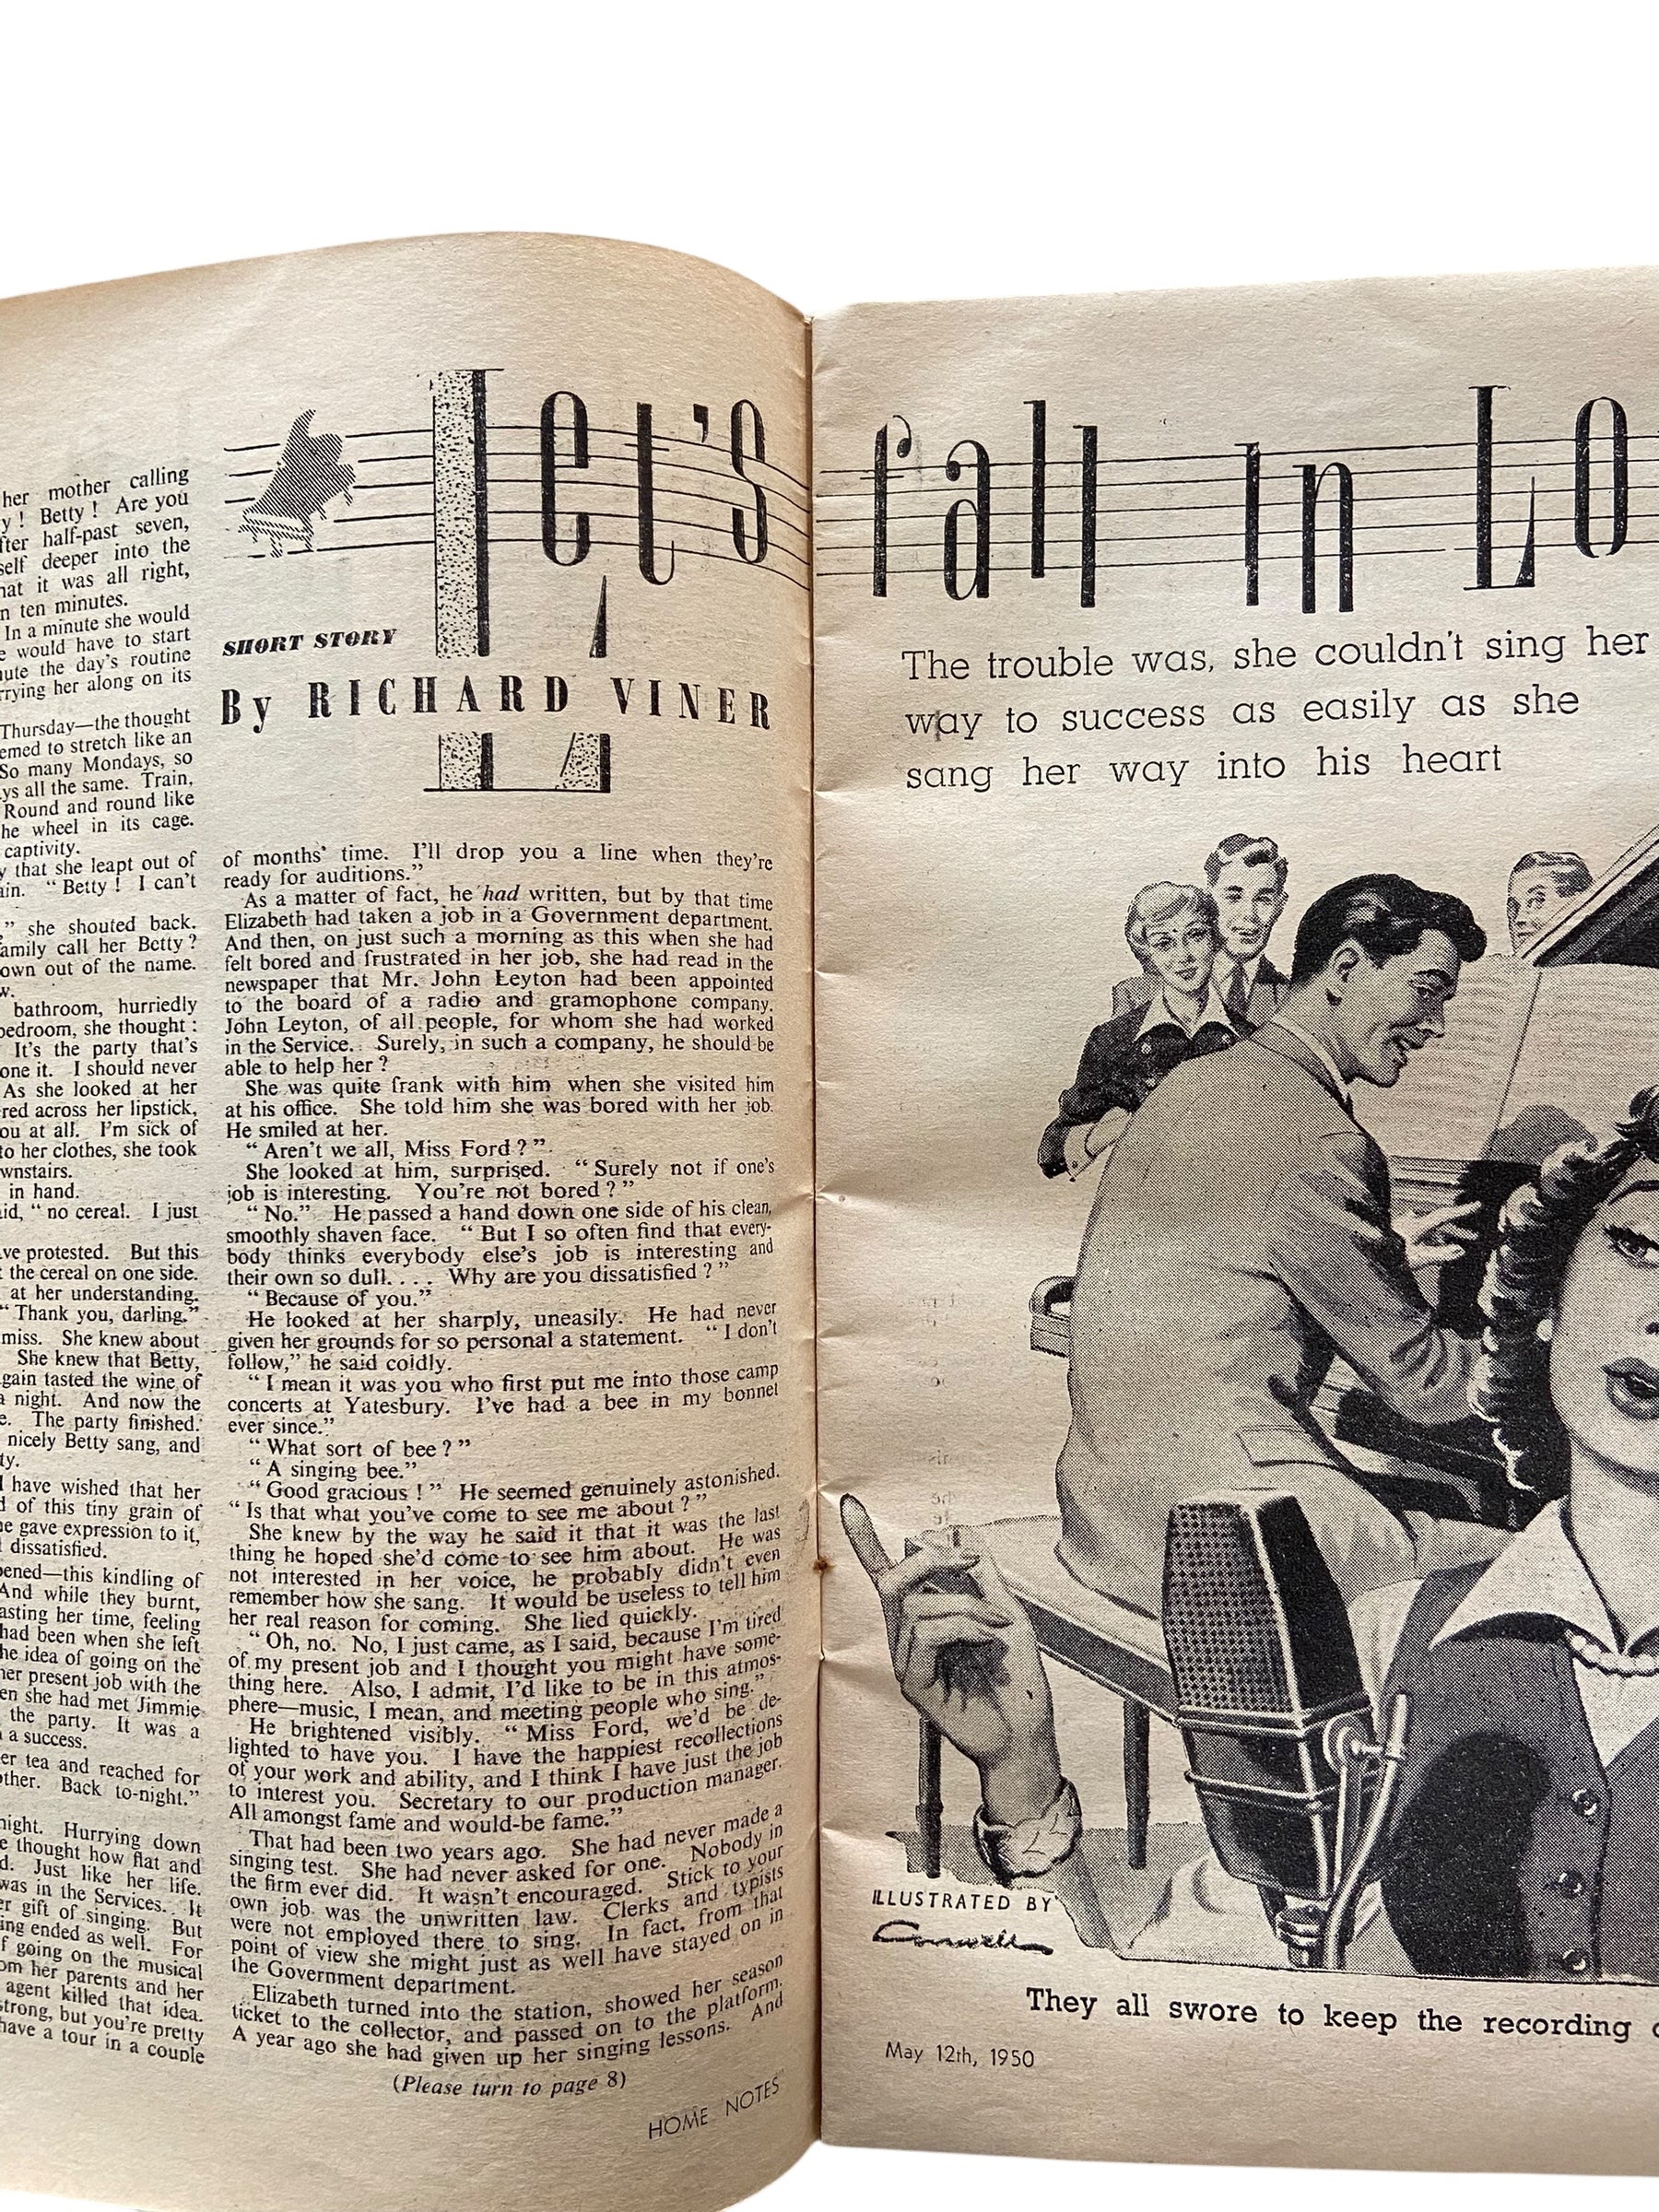 her mother calling
y! Betty! Are you
fter half-past seven,
self deeper into the
hat it was all right,
n ten minutes.
In a minute she would
e would have to start
nute the day's routine
rrying her along on its
Thursday—the thought
emed to stretch like an
So many Mondays, so
ys all the same. Train,
Round and round like
he wheel in its cage.
captivity.
y that she leapt out of
ain. "Betty! I can't
" she shouted back.
amily call her Betty?
own out of the name.
w.
bathroom, hurriedly
bedroom, she thought:
It's the party that's
one it. I should never
As she looked at her
red across her lipstick,
ou at all. I'm sick of
to her clothes, she took
wnstairs.
in hand.
aid, "no cereal. I just
ve protested. But this
t the cereal on one side.
at her understanding.
"Thank you, darling."
miss. She knew about
She knew that Betty,
gain tasted the wine of
a night. And now the
e. The party finished.
nicely Betty sang, and
ty.
I have wished that her
d of this tiny grain of
he gave expression to it,
dissatisfied.
pened—this kindling of
And while they burnt,
asting her time, feeling
had been when she left
he idea of going on the
her present job with the
en she had met Jimmie
the party. It was a
a success.
er tea and reached for
other. Back to-night."
night. Hurrying down
e thought how flat and
d. Just like her life.
was in the Services. It
er gift of singing. But
ing ended as well. For
f going on the musical
om her parents and her
agent killed that idea.
strong, but you're pretty
have a tour in a couple
Let's
SHORT STORY
By RICHARD VINER
of months' time. I'll drop you a line when they're
ready for auditions."
As a matter of fact, he had written, but by that time
Elizabeth had taken a job in a Government department.
And then, on just such a morning as this when she had
felt bored and frustrated in her job, she had read in the
newspaper that Mr. John Leyton had been appointed
to the board of a radio and gramophone company.
John Leyton, of all people, for whom she had worked
in the Service. Surely, in such a company, he should be
able to help her?
She was quite frank with him when she visited him
at his office. She told him she was bored with her job.
He smiled at her.
"Aren't we all, Miss Ford?"
She looked at him, surprised. "Surely not if one's
job is interesting. You're not bored?"
"No." He passed a hand down one side of his clean,
smoothly shaven face. "But I so often find that every-
body thinks everybody else's job is interesting and
their own so dull. . . . Why are you dissatisfied?"
"Because of you."
He looked at her sharply, uneasily. He had never
given her grounds for so personal a statement. "I don't
follow," he said coldly.
"I mean it was you who first put me into those camp
concerts at Yatesbury. I've had a bee in my bonnet
ever since."
"What sort of bee?"
"A singing bee."
"Good gracious!" He seemed genuinely astonished.
"Is that what you've come to see me about?"
She knew by the way he said it that it was the last
thing he hoped she'd come to see him about. He was
not interested in her voice, he probably didn't even
remember how she sang. It would be useless to tell him
her real reason for coming. She lied quickly.
"Oh, no. No, I just came, as I said, because I'm tired
of my present job and I thought you might have some-
thing here. Also, I admit, I'd like to be in this atmos-
phere—music, I mean, and meeting people who sing."
He brightened visibly. "Miss Ford, we'd be de-
lighted to have you. I have the happiest recollections
of your work and ability, and I think I have just the job
to interest you. Secretary to our production manager.
All amongst fame and would-be fame."
That had been two years ago. She had never made a
singing test. She had never asked for one. Nobody in
the firm ever did. It wasn't encouraged. Stick to your
own job was the unwritten law. Clerks and typists
were not employed there to sing. In fact, from that
point of view she might just as well have stayed on in
the Government department.
Elizabeth turned into the station, showed her season
ticket to the collector, and passed on to the platform.
A year ago she had given up her singing lessons. And
(Please turn to page 8)
HOME NOTES
fall in Lo
The trouble was, she couldn't sing her
way to success as easily as she
sang her way into his heart
ILLUSTRATED BY
They all swore to keep the recording
May 12th, 1950